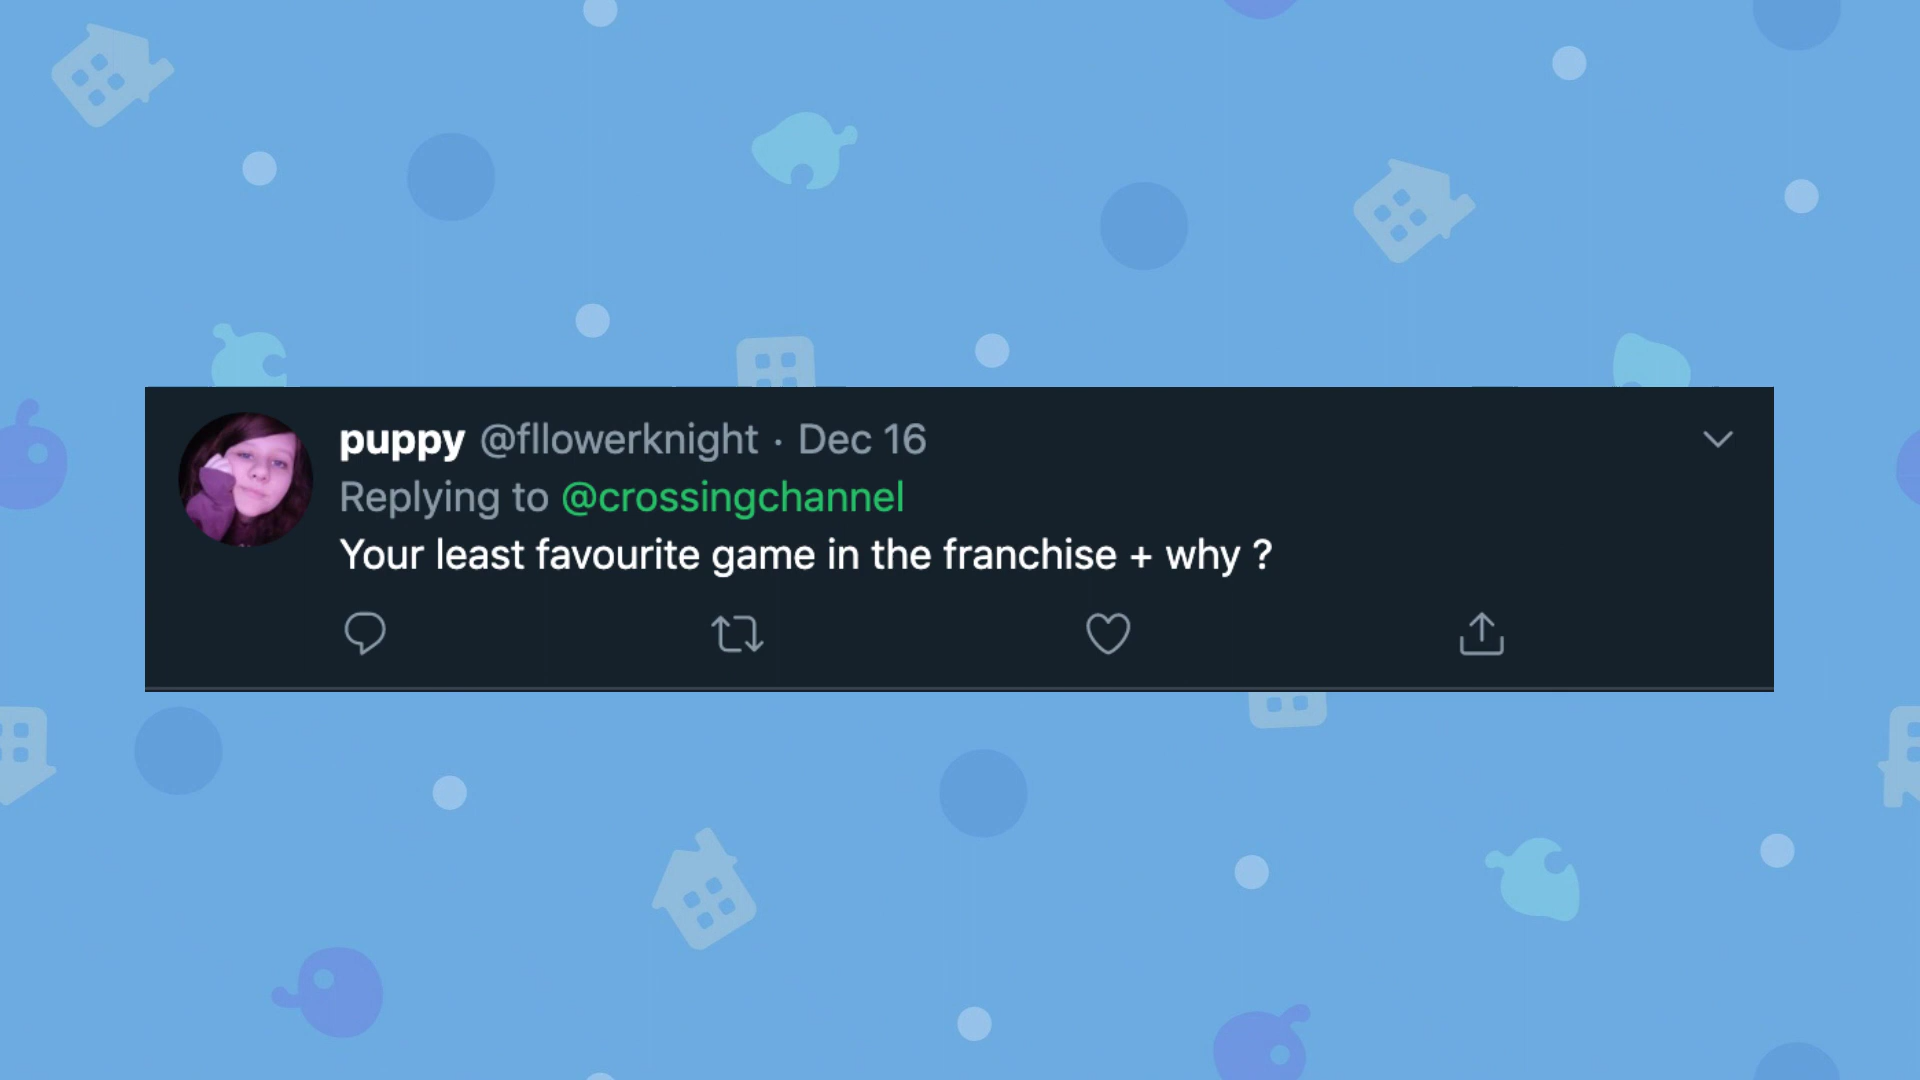 puppy @fllowerknight · Dec 16
Replying to @crossingchannel
Your least favourite game in the franchise + why ?